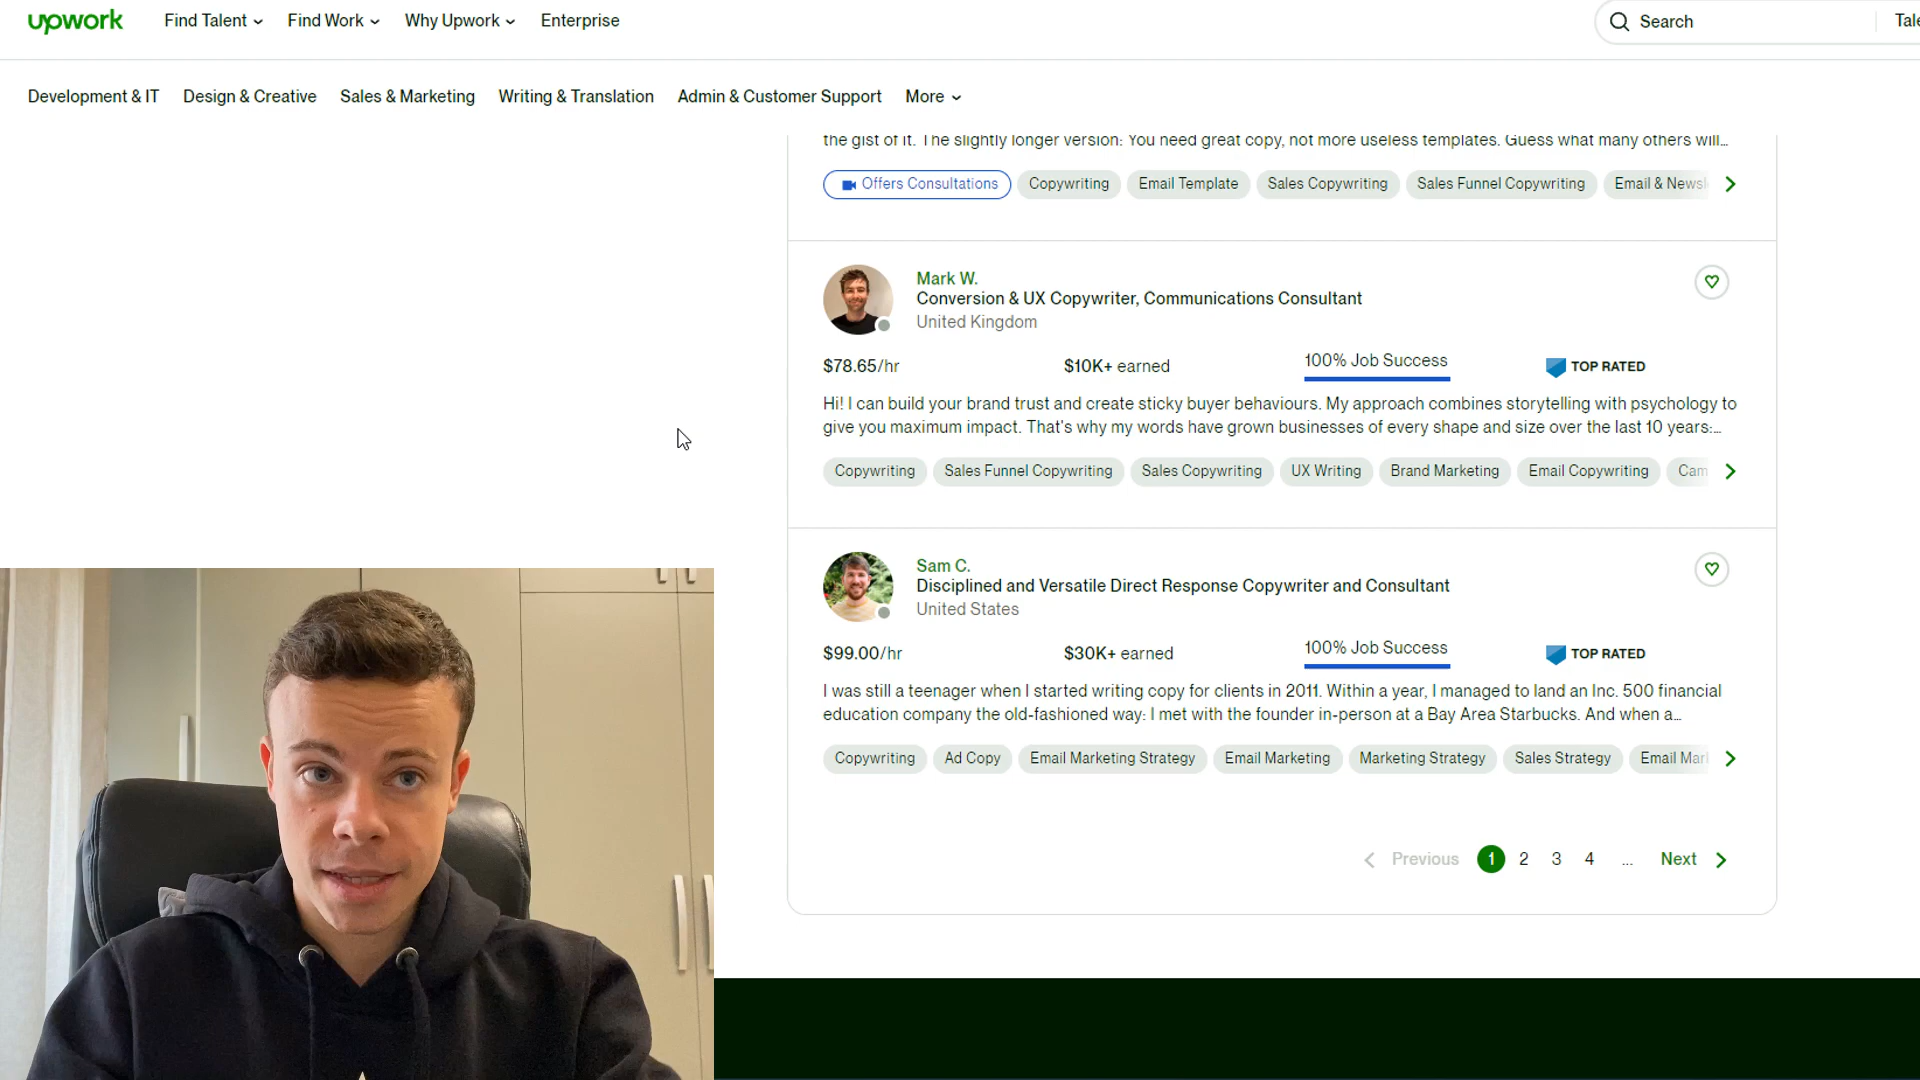 upwork Find Talent Find Work Why Upwork Enterprise Search
Development & IT Design & Creative Sales & Marketing Writing & Translation Admin & Customer Support More
the gist of it. The slightly longer version: You need great copy, not more useless templates. Guess what many others will...
Offers Consultations Copywriting Email Template Sales Copywriting Sales Funnel Copywriting Email &
Mark W.
Conversion & UX Copywriter, Communications Consultant
United Kingdom
$78.65/hr $10K+ earned 100% Job Success TOP RATED
Hi! I can build your brand trust and create sticky buyer behaviours. My approach combines storytelling with psychology to
give you maximum impact. That's why my words have grown businesses of every shape and size over the last 10 years:...
Copywriting Sales Funnel Copywriting Sales Copywriting UX Writing Brand Marketing Email Copywriting
Sam C.
Disciplined and Versatile Direct Response Copywriter and Consultant
United States
$99.00/hr $30K+ earned 100% Job Success TOP RATED
I was still a teenager when I started writing copy for clients in 2011. Within a year, I managed to land an Inc. 500 financial
education company the old-fashioned way: I met with the founder in-person at a Bay Area Starbucks. And when a...
Copywriting Ad Copy Email Marketing Strategy Email Marketing Marketing Strategy Sales Strategy Email
Previous 1 2 3 4 ... Next